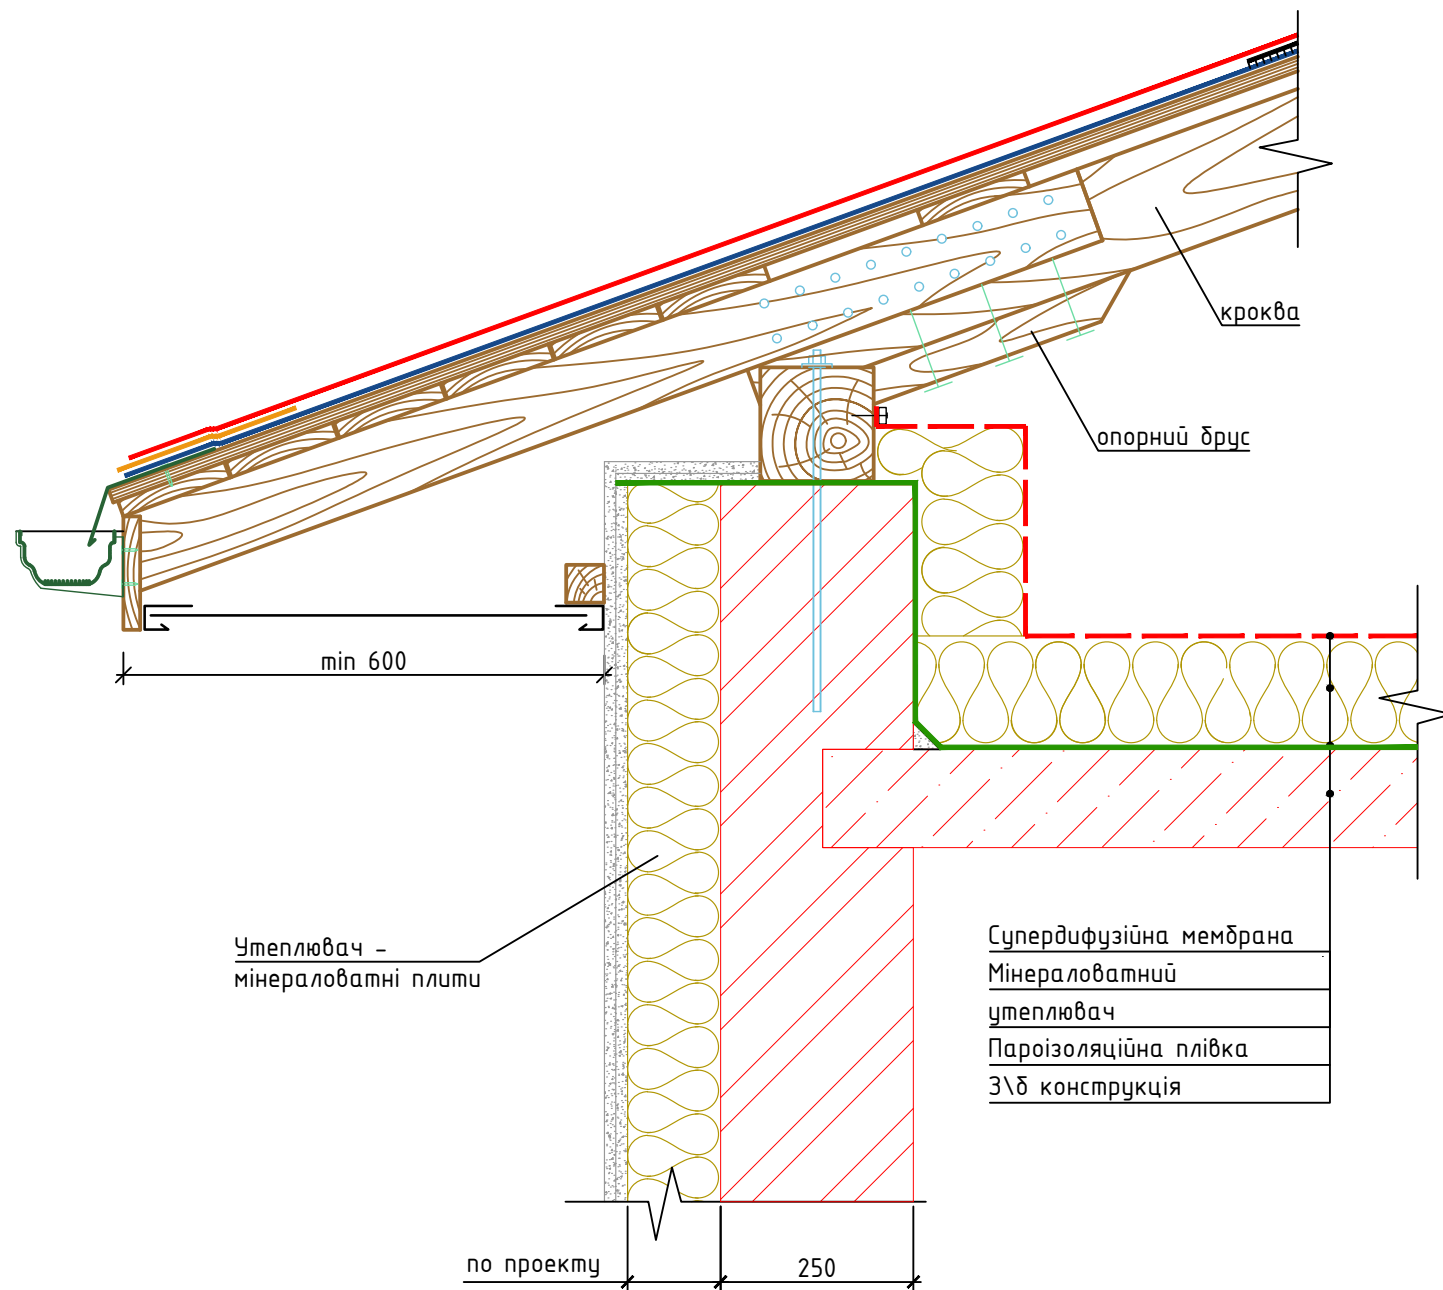 кроква
опорний брус
min 600
Утеплювач -
мінераловатні плити
Супердифузійна мембрана
Мінераловатний
утеплювач
Пароізоляційна плівка
З\б конструкція
по проекту
250